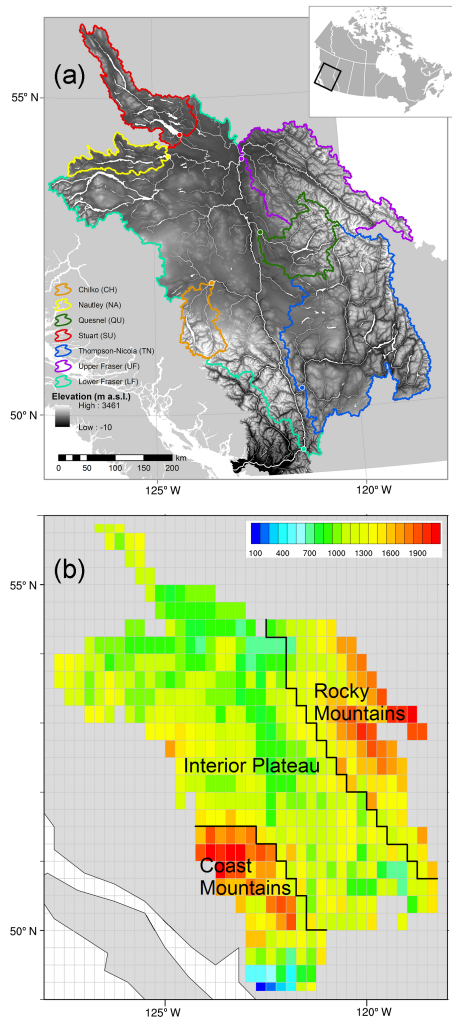 (a)
55° N
Chilko (CH)
Nautley (NA)
Quesnel (QU)
Stuart (SU)
Thompson-Nicola (TN)
Upper Fraser (UF)
Lower Fraser (LF)
Elevation (m a.s.l.)
High : 3461
Low : -10
50° N
km
0 50 100 200
125° W 120° W
(b)
100 400 700 1000 1300 1600 1900
55° N
Rocky
Mountains
Interior Plateau
Coast
Mountains
50° N
125° W 120° W